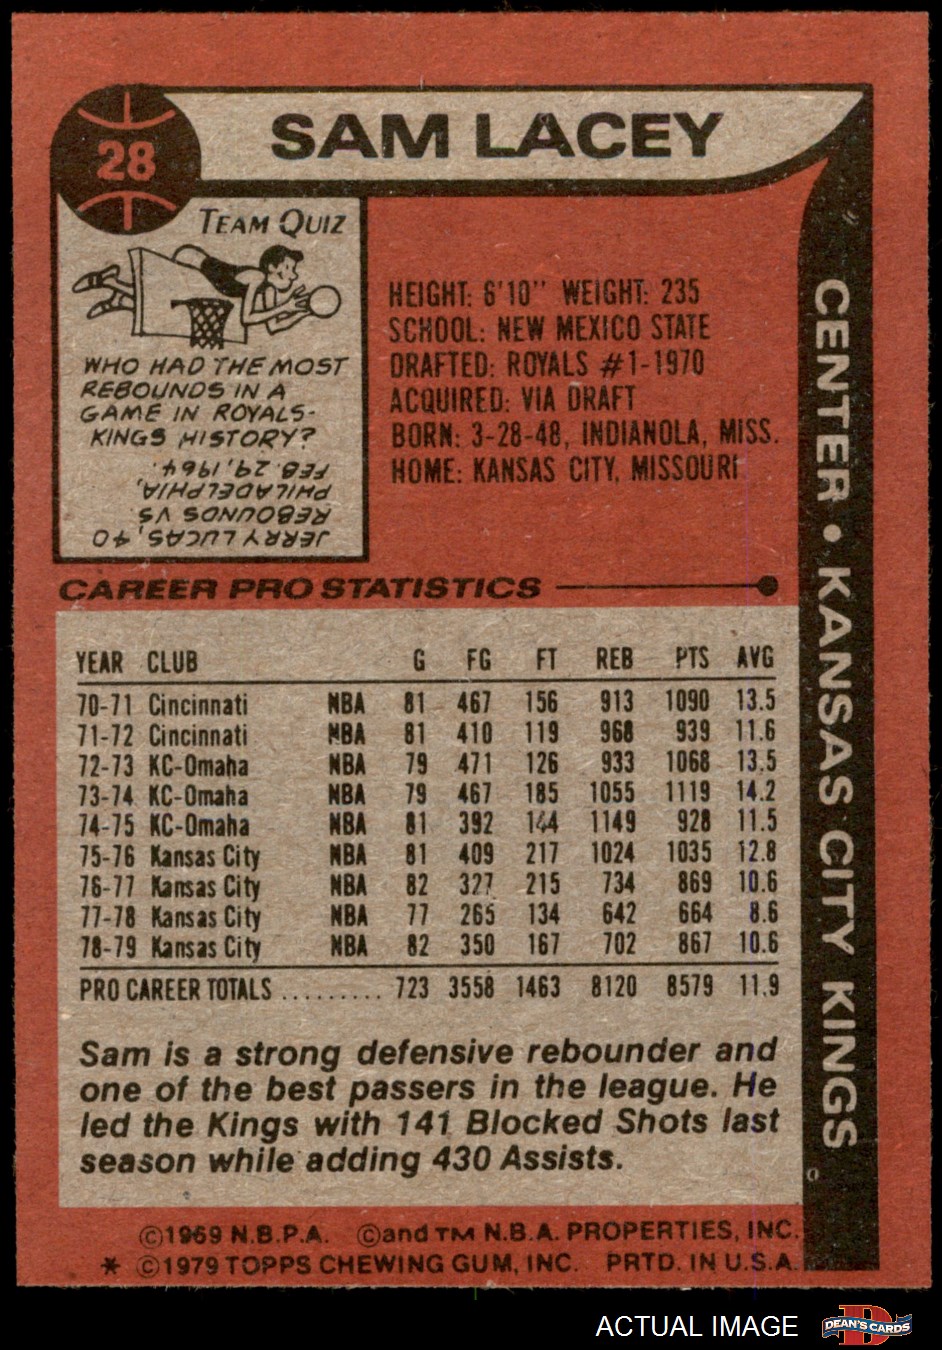 28
SAM LACEY
TEAM QUIZ
WHO HAD THE MOST
REBOUNDS IN A
GAME IN ROYALS-
KINGS HISTORY?
JERRY LUCAS, 40
REBOUNDS VS
PHILADELPHIA,
FEB. 29, 1964.
HEIGHT: 6'10" WEIGHT: 235
SCHOOL: NEW MEXICO STATE
DRAFTED: ROYALS #1-1970
ACQUIRED: VIA DRAFT
BORN: 3-28-48, INDIANOLA, MISS.
HOME: KANSAS CITY, MISSOURI
CENTER • KANSAS CITY KINGS
CAREER PRO STATISTICS
YEAR CLUB G FG FT REB PTS AVG
70-71 Cincinnati NBA 81 467 156 913 1090 13.5
71-72 Cincinnati NBA 81 410 119 968 939 11.6
72-73 KC-Omaha NBA 79 471 126 933 1068 13.5
73-74 KC-Omaha NBA 79 467 185 1055 1119 14.2
74-75 KC-Omaha NBA 81 392 144 1149 928 11.5
75-76 Kansas City NBA 81 409 217 1024 1035 12.8
76-77 Kansas City NBA 82 327 215 734 869 10.6
77-78 Kansas City NBA 77 265 134 642 664 8.6
78-79 Kansas City NBA 82 350 167 702 867 10.6
PRO CAREER TOTALS ......... 723 3558 1463 8120 8579 11.9
Sam is a strong defensive rebounder and
one of the best passers in the league. He
led the Kings with 141 Blocked Shots last
season while adding 430 Assists.
©1969 N.B.P.A. ©and TM N.B.A. PROPERTIES, INC.
* ©1979 TOPPS CHEWING GUM, INC. PRTD. IN U.S.A.
ACTUAL IMAGE
DEAN'S CARDS